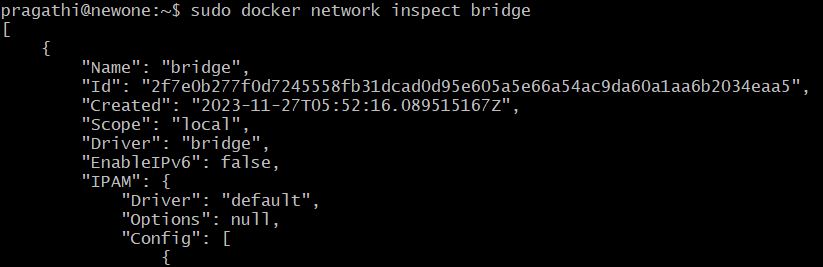 pragathi@newone:~$ sudo docker network inspect bridge
[
    {
        "Name": "bridge",
        "Id": "2f7e0b277f0d7245558fb31dcad0d95e605a5e66a54ac9da60a1aa6b2034eaa5",
        "Created": "2023-11-27T05:52:16.089515167Z",
        "Scope": "local",
        "Driver": "bridge",
        "EnableIPv6": false,
        "IPAM": {
            "Driver": "default",
            "Options": null,
            "Config": [
                {